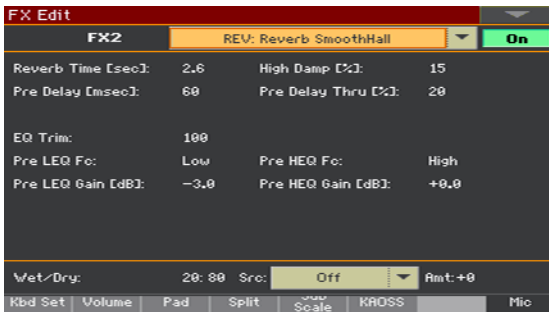 FX Edit
FX2 REV: Reverb SmoothHall On
Reverb Time [sec]: 2.6 High Damp [%]: 15
Pre Delay [msec]: 60 Pre Delay Thru [%]: 20
EQ Trim: 100
Pre LEQ Fc: Low Pre HEQ Fc: High
Pre LEQ Gain [dB]: -3.0 Pre HEQ Gain [dB]: +0.0
Wet/Dry: 20: 80 Src: Off Amt:+0
Kbd Set Volume Pad Split Sub Scale KAOSS Mic